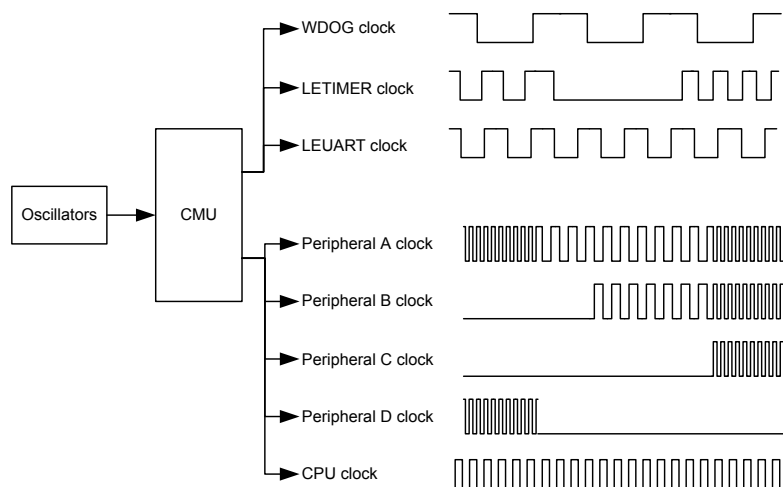 WDOG clock
LETIMER clock
LEUART clock
Oscillators
CMU
Peripheral A clock
Peripheral B clock
Peripheral C clock
Peripheral D clock
CPU clock